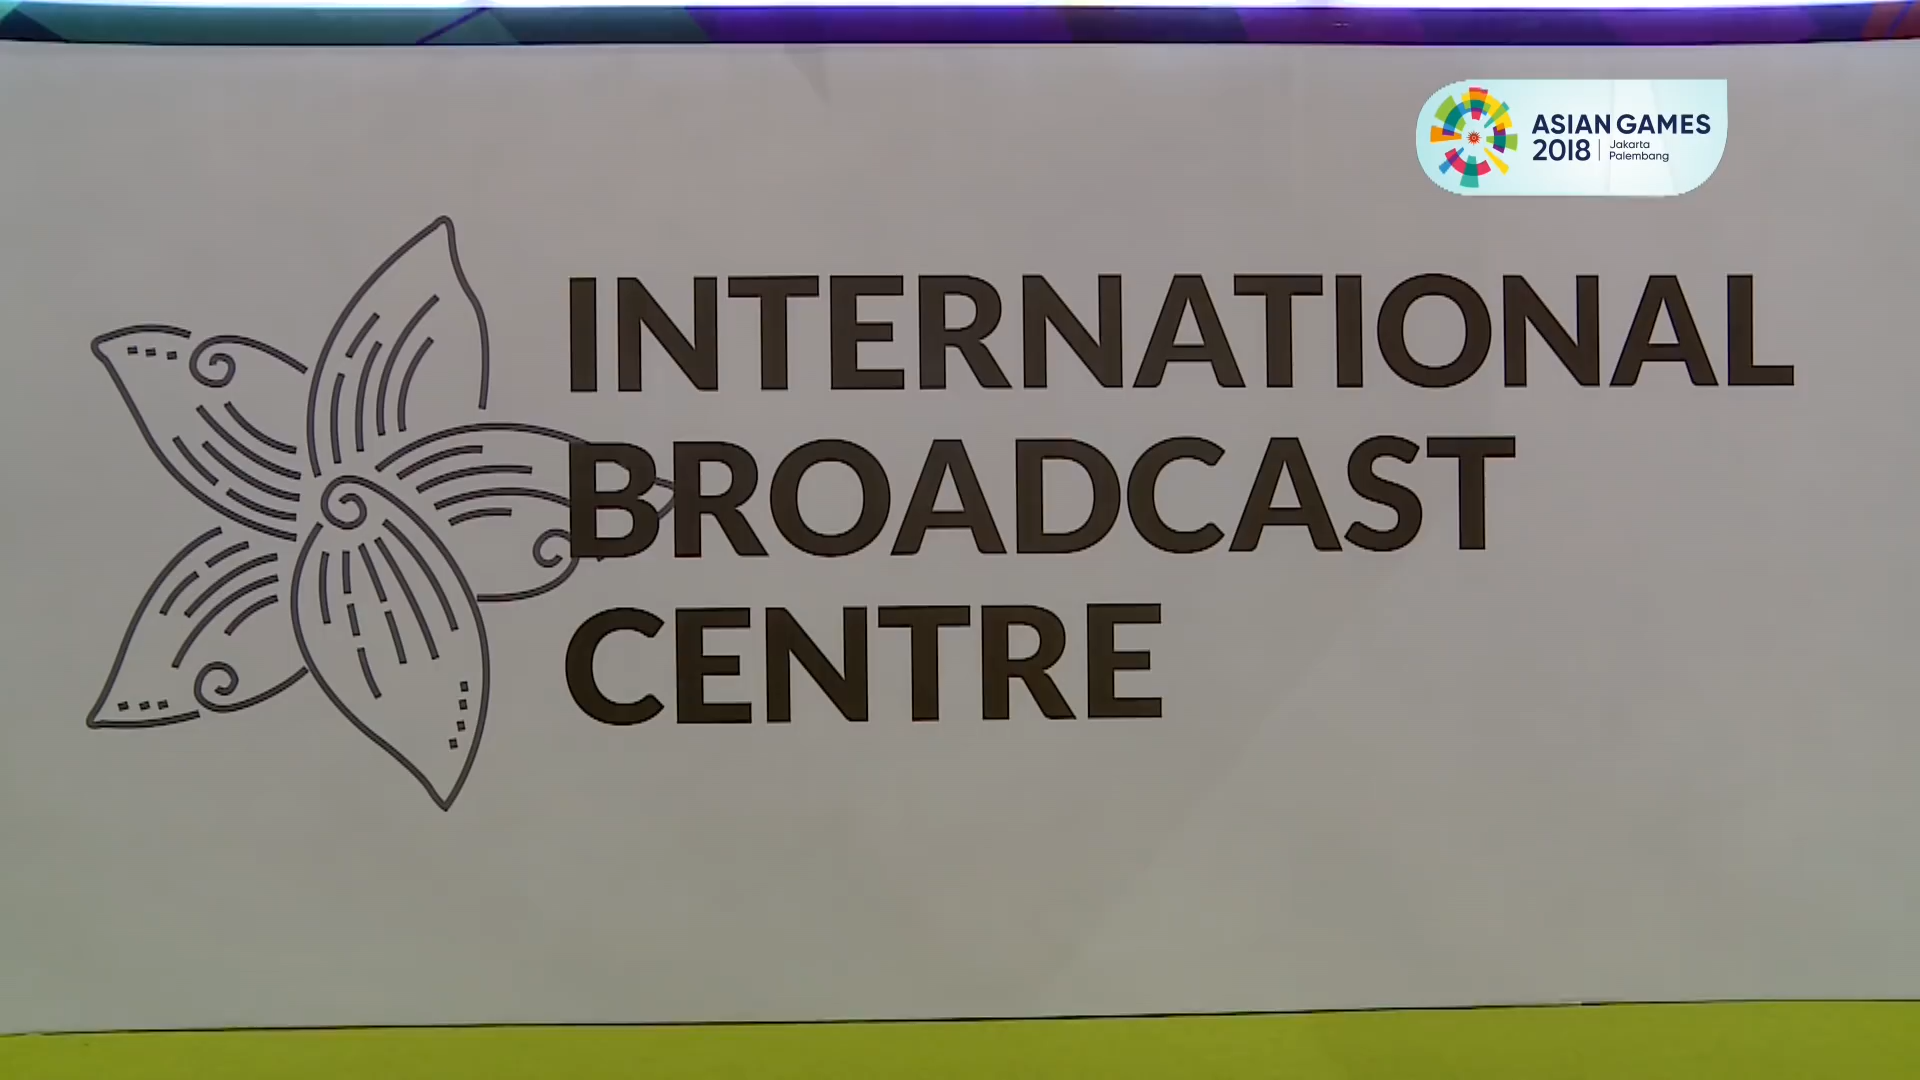 ASIAN GAMES
2018 | Jakarta
Palembang
INTERNATIONAL
BROADCAST
CENTRE